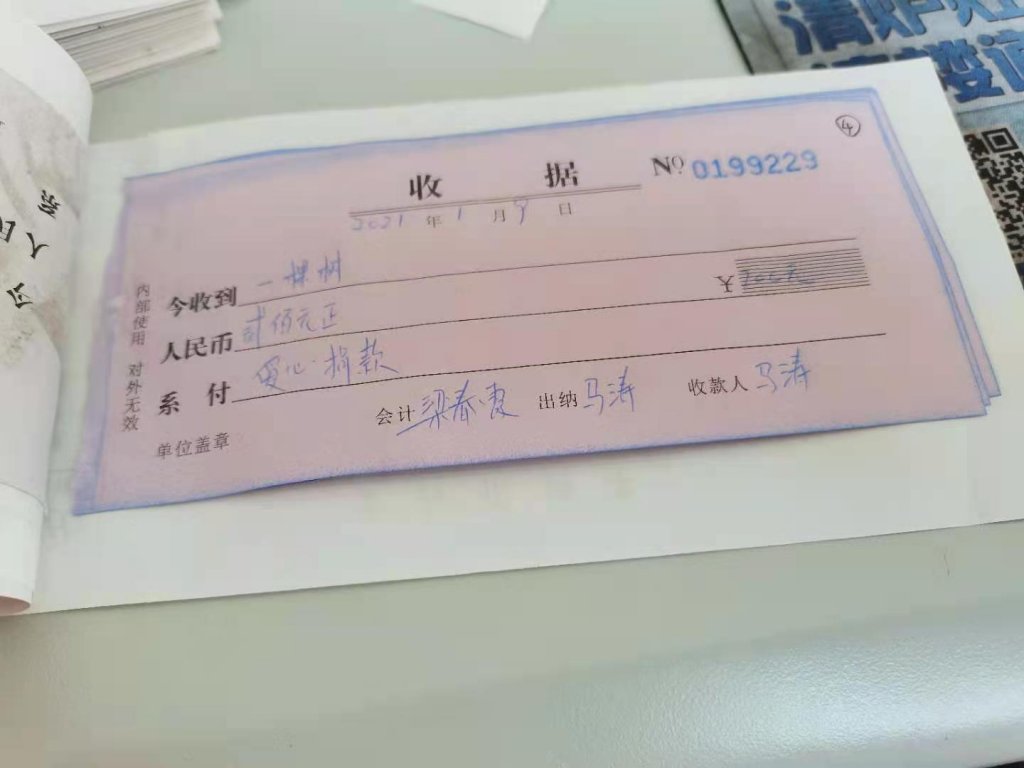 ④
收 据 № 0199229
2021 年 1 月 9 日
今收到 一棵树
人民币 贰佰元正 ¥ 200元
系 付 爱心捐款
会计 梁春 出纳 马涛 收款人 马涛
单位盖章
内部使用 对外无效
今
人